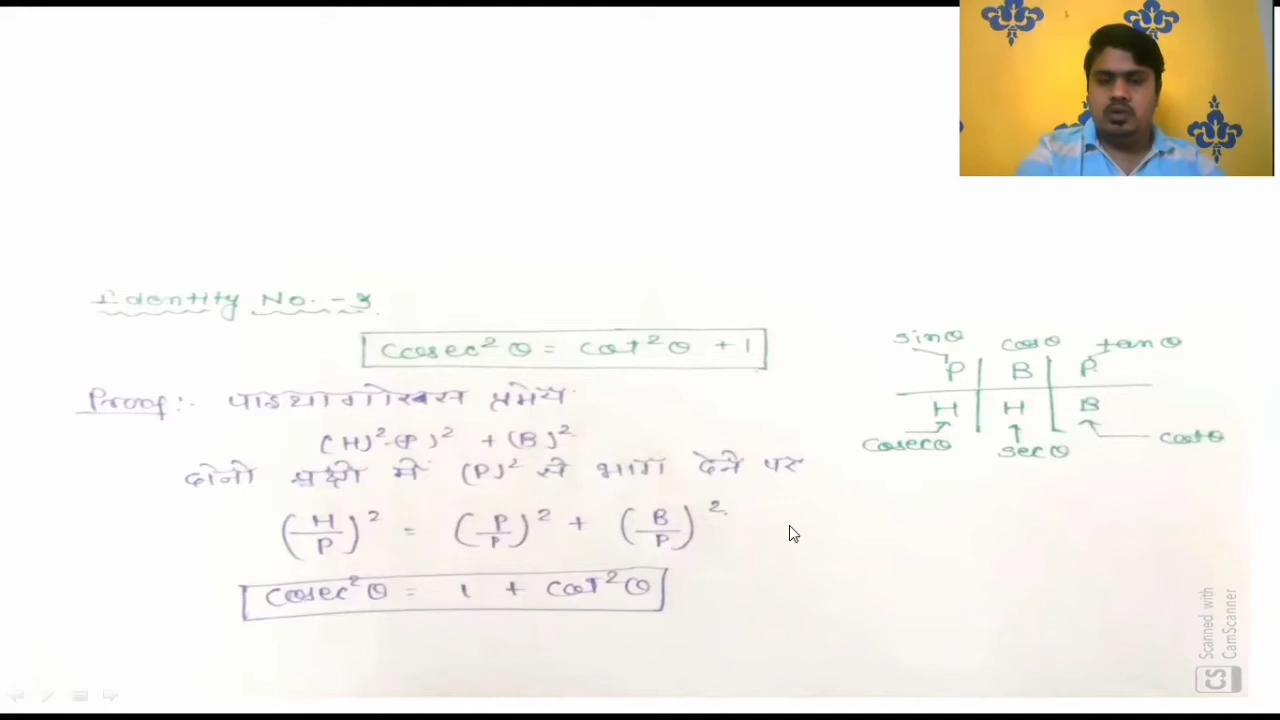 Identity No. - 3
Cosec²θ = cot²θ + 1
Proof:- पाइथागोरस प्रमेय
(H)² = (P)² + (B)²
दोनो पक्षो में (P)² से भाग देने पर
(H/P)² = (P/P)² + (B/P)²
cosec²θ = 1 + cot²θ
sinθ cosθ tanθ
P B P
H H B
Cosecθ secθ cotθ
Scanned with
CamScanner
CS